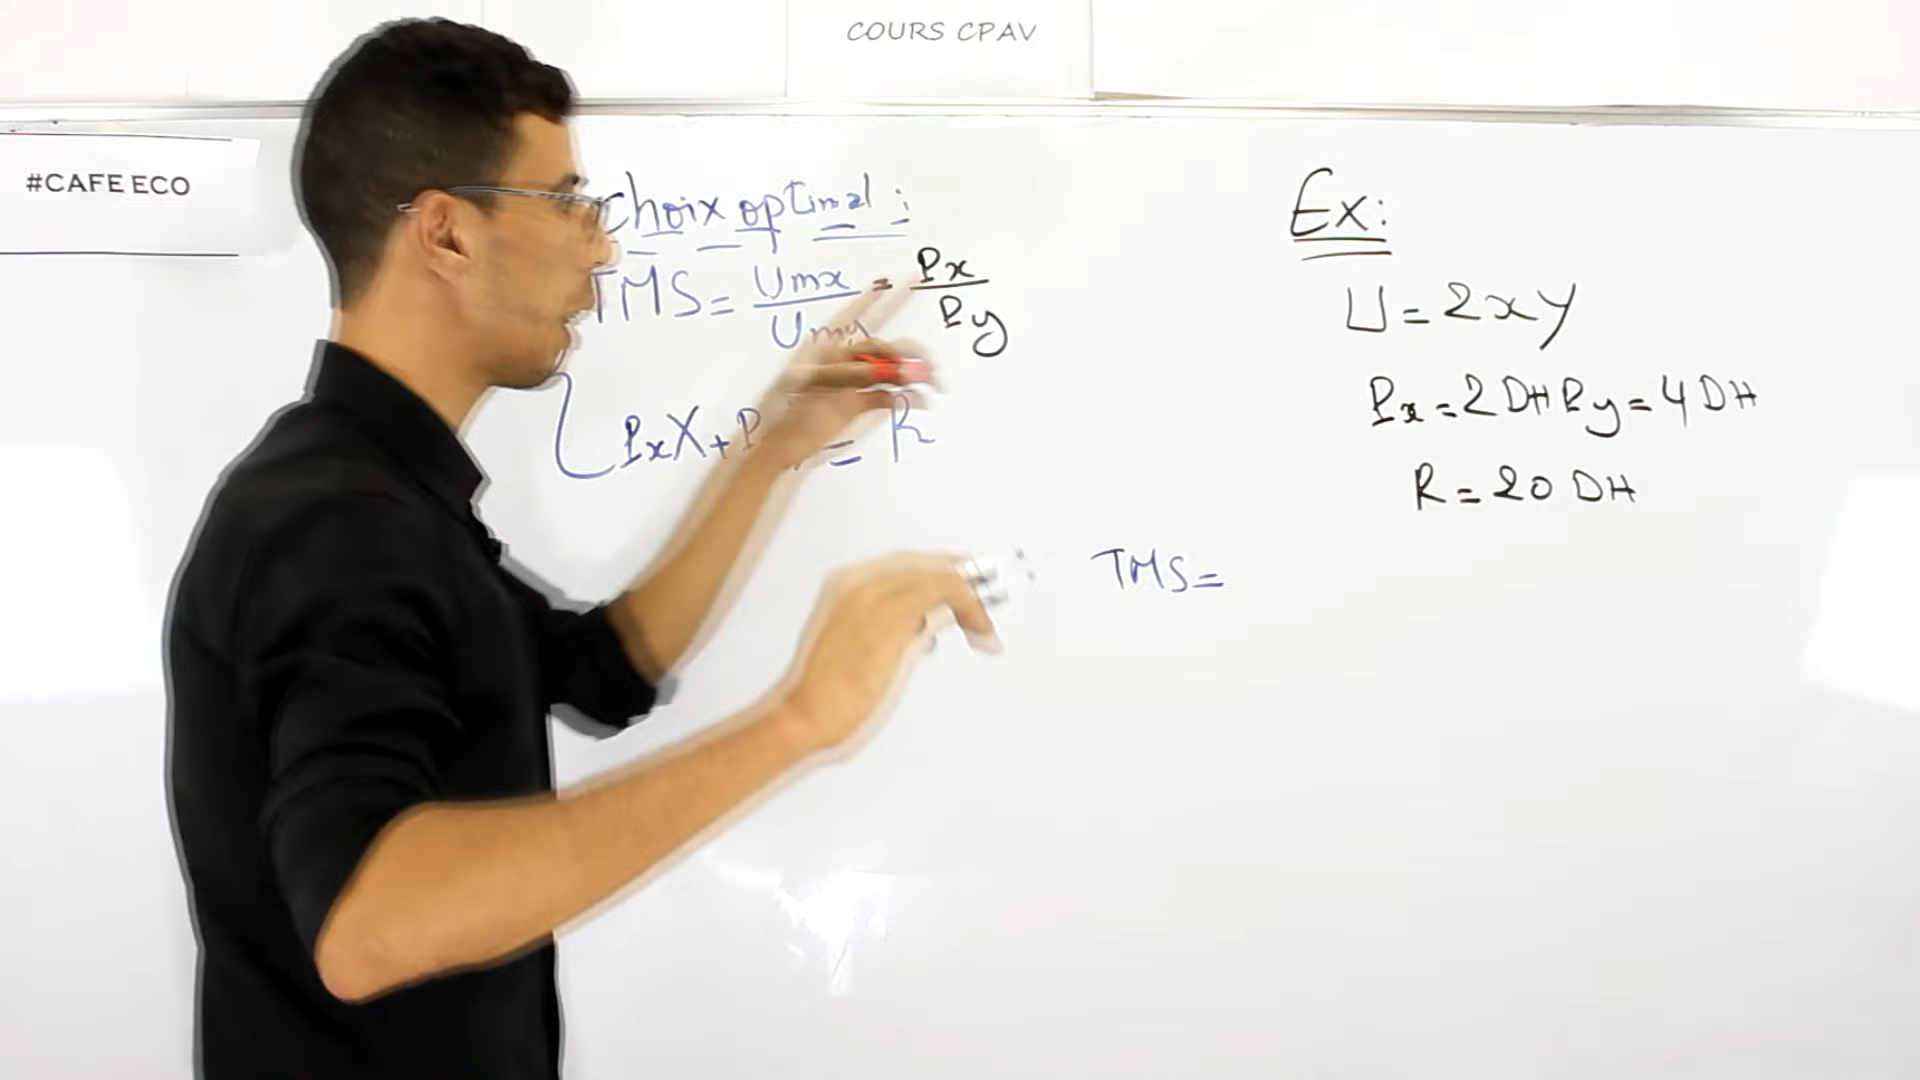 COURS CPAV
#CAFE ECO
choix optimal :
TMS = Umx / Umy = Px / Py
PxX + P = R
Ex:
U = 2xy
Px = 2 DH Py = 4 DH
R = 20 DH
TMS =